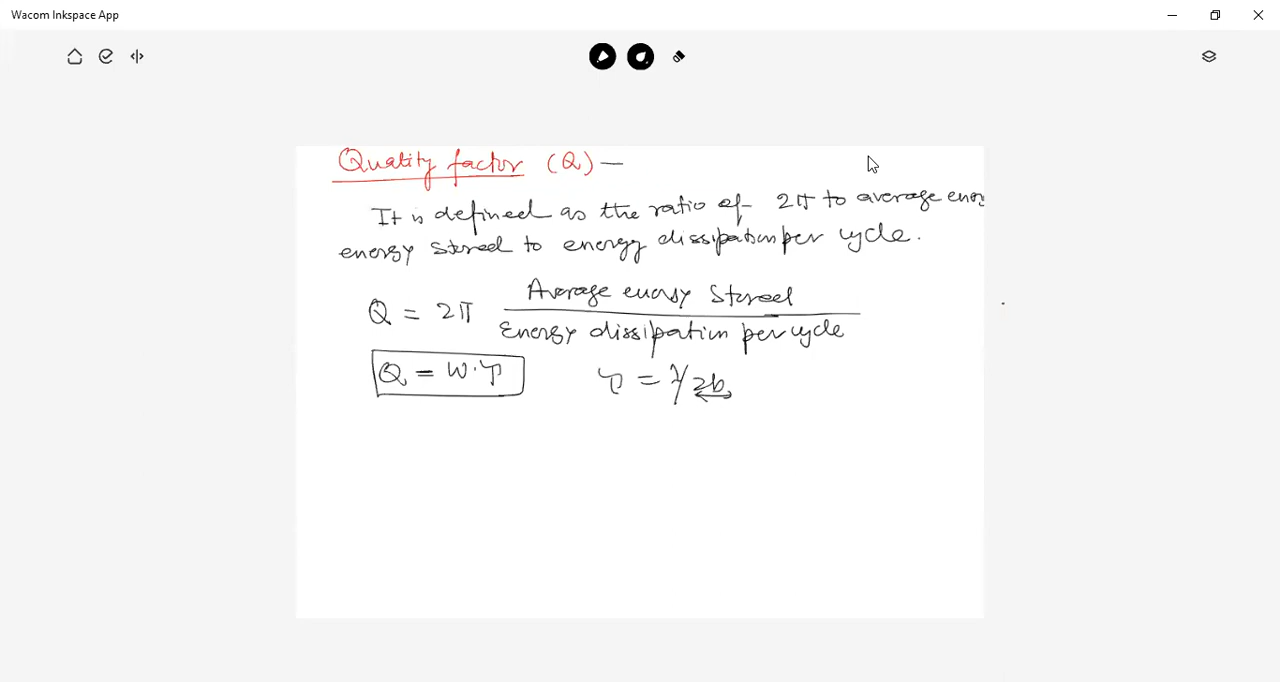 Wacom Inkspace App
Quality factor (Q) —
It is defined as the ratio of 2π to average ener
energy stored to energy dissipation per cycle.
Q = 2π Average energy stored / Energy dissipation per cycle
Q = ω·τ τ = 1/2b